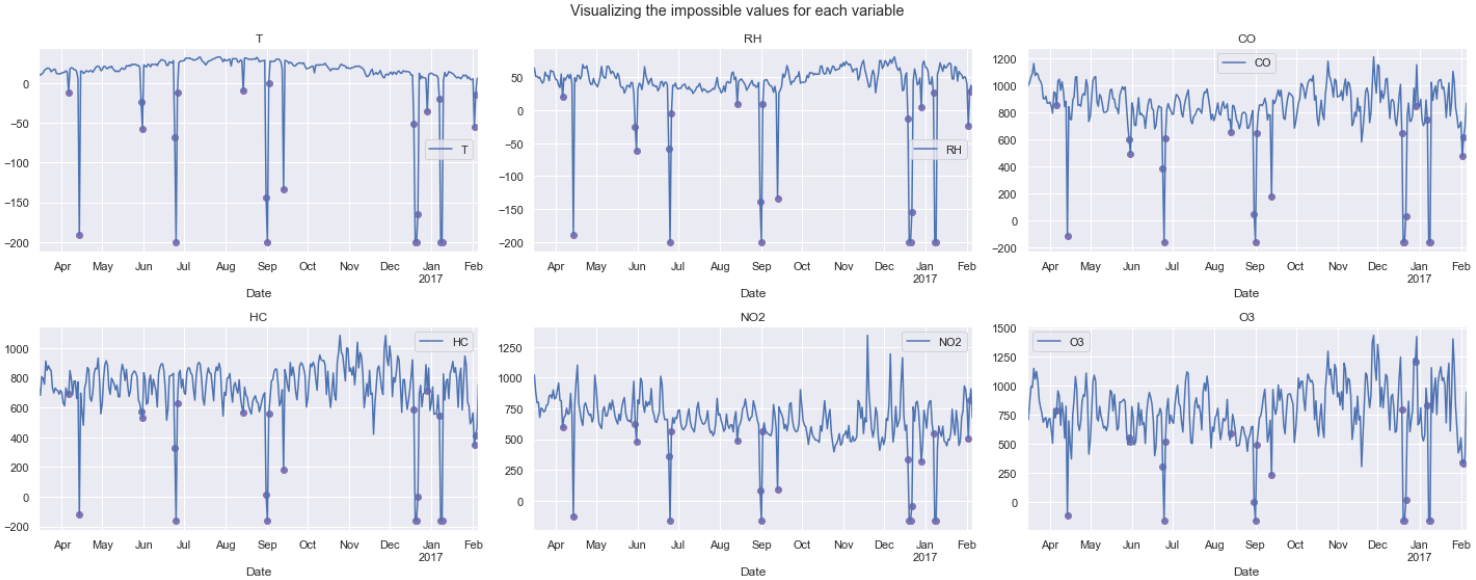 Visualizing the impossible values for each variable
T
0
−50
−100
−150
−200
T
Apr May Jun Jul Aug Sep Oct Nov Dec Jan Feb
2017
Date
RH
50
0
−50
−100
−150
−200
RH
Apr May Jun Jul Aug Sep Oct Nov Dec Jan Feb
2017
Date
CO
1200
1000
800
600
400
200
0
−200
CO
Apr May Jun Jul Aug Sep Oct Nov Dec Jan Feb
2017
Date
HC
1000
800
600
400
200
0
−200
HC
Apr May Jun Jul Aug Sep Oct Nov Dec Jan Feb
2017
Date
NO2
1250
1000
750
500
250
0
NO2
Apr May Jun Jul Aug Sep Oct Nov Dec Jan Feb
2017
Date
O3
1500
1250
1000
750
500
250
0
O3
Apr May Jun Jul Aug Sep Oct Nov Dec Jan Feb
2017
Date